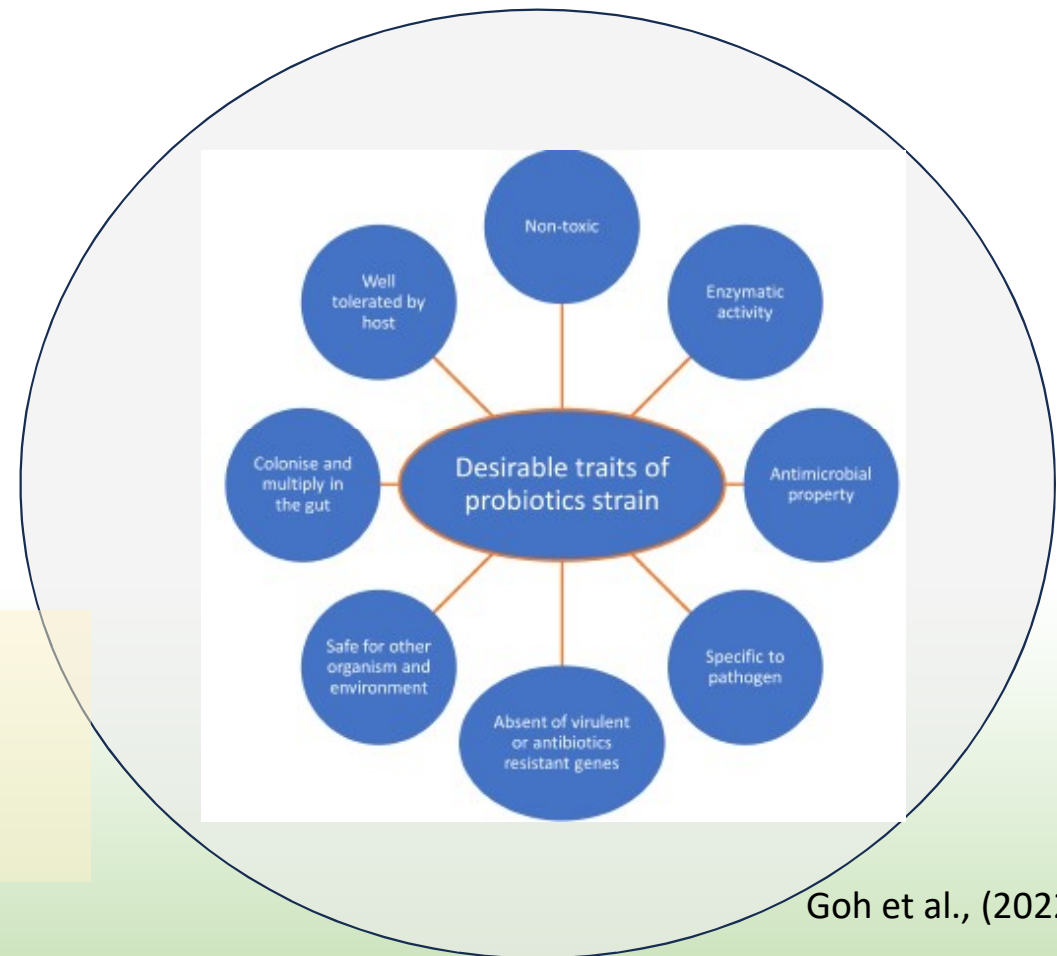 Non-toxic
Well
tolerated by
host
Enzymatic
activity
Colonise and
multiply in
the gut
Desirable traits of
probiotics strain
Antimicrobial
property
Safe for other
organism and
environment
Specific to
pathogen
Absent of virulent
or antibiotics
resistant genes
Goh et al., (2022